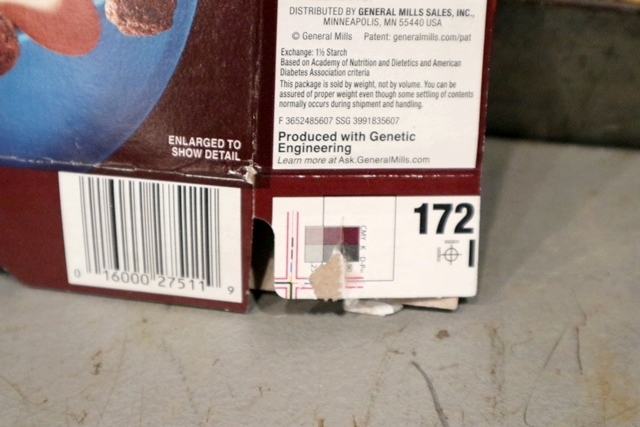 DISTRIBUTED BY GENERAL MILLS SALES, INC.,
MINNEAPOLIS, MN 55440 USA
© General Mills Patent: generalmills.com/pat
Exchange: 1½ Starch
Based on Academy of Nutrition and Dietetics and American
Diabetes Association criteria
This package is sold by weight, not by volume. You can be
assured of proper weight even though some settling of contents
normally occurs during shipment and handling.
F 3652485607 SSG 3991835607
Produced with Genetic
Engineering
Learn more at Ask.GeneralMills.com
ENLARGED TO
SHOW DETAIL
0 16000 27511 9
172